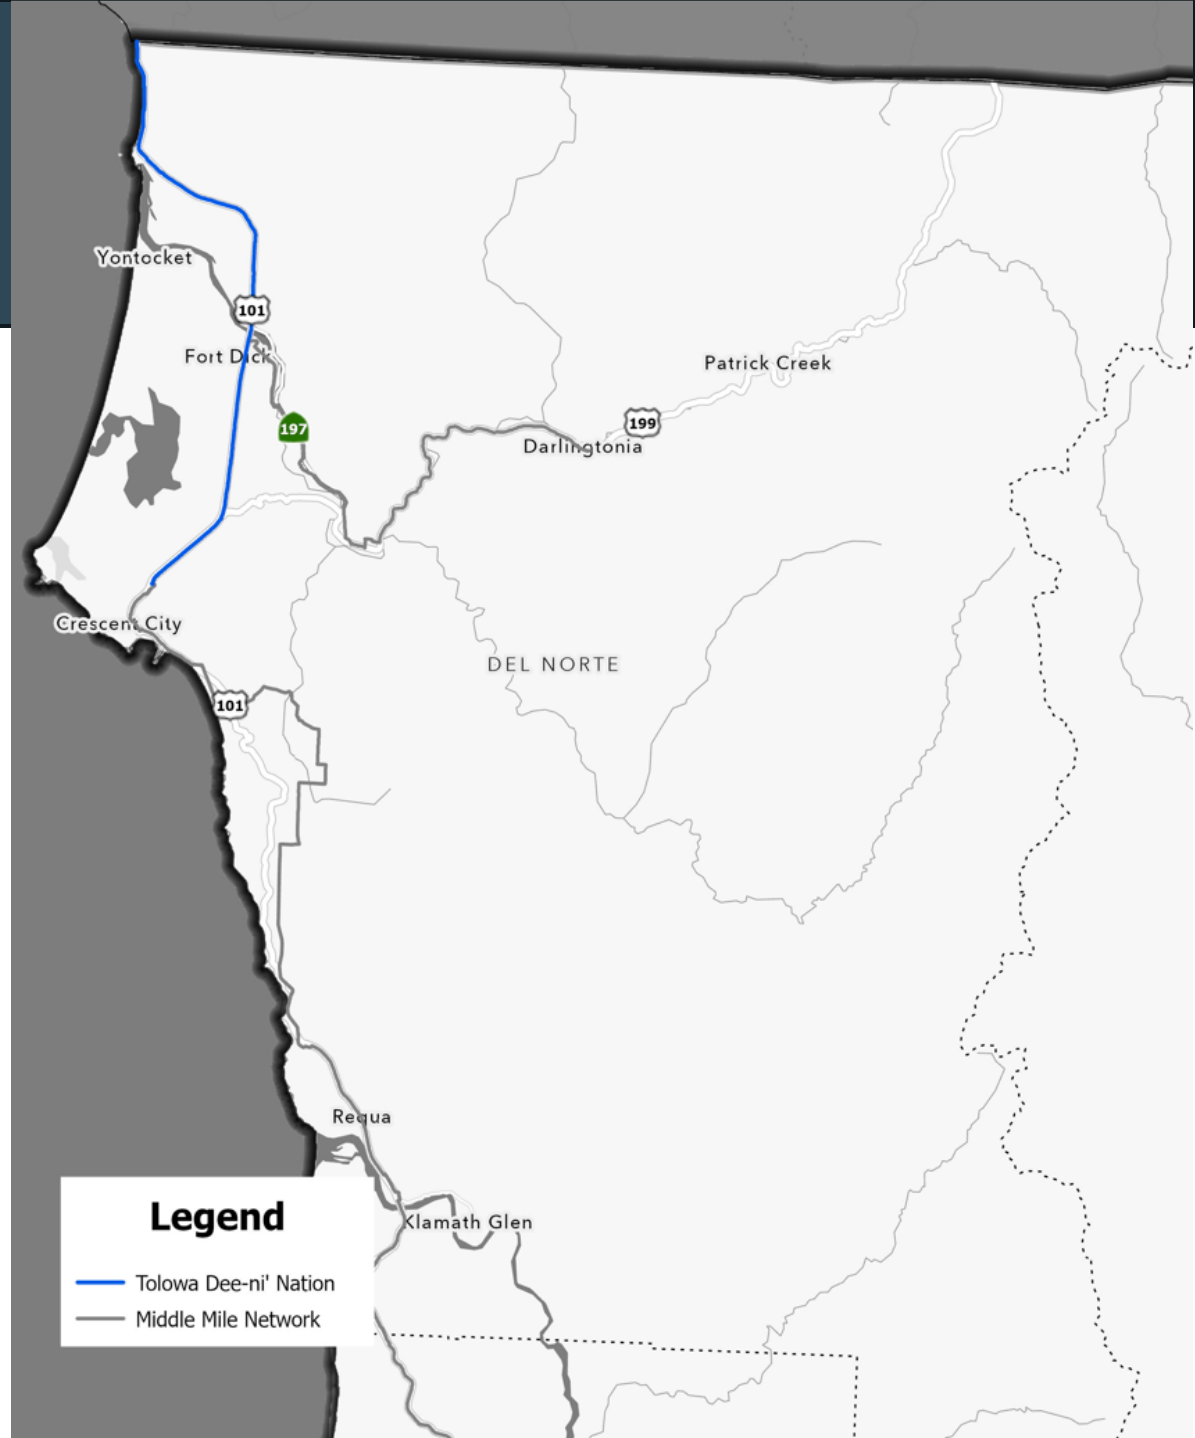 Yontocket
101
Fort Dick
Patrick Creek
197
199
Darlingtonia
Crescent City
DEL NORTE
101
Requa
Klamath Glen
Legend
Tolowa Dee-ni' Nation
Middle Mile Network